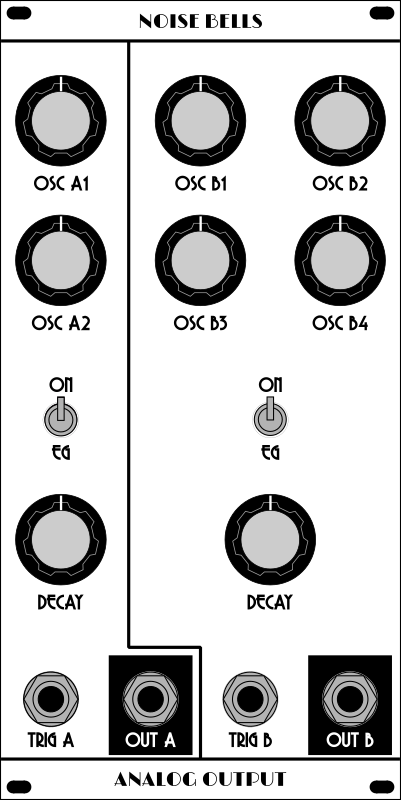 NOISE BELLS
OSC A1
OSC B1
OSC B2
OSC A2
OSC B3
OSC B4
ON
ON
EG
EG
DECAY
DECAY
TRIG A
OUT A
TRIG B
OUT B
ANALOG OUTPUT